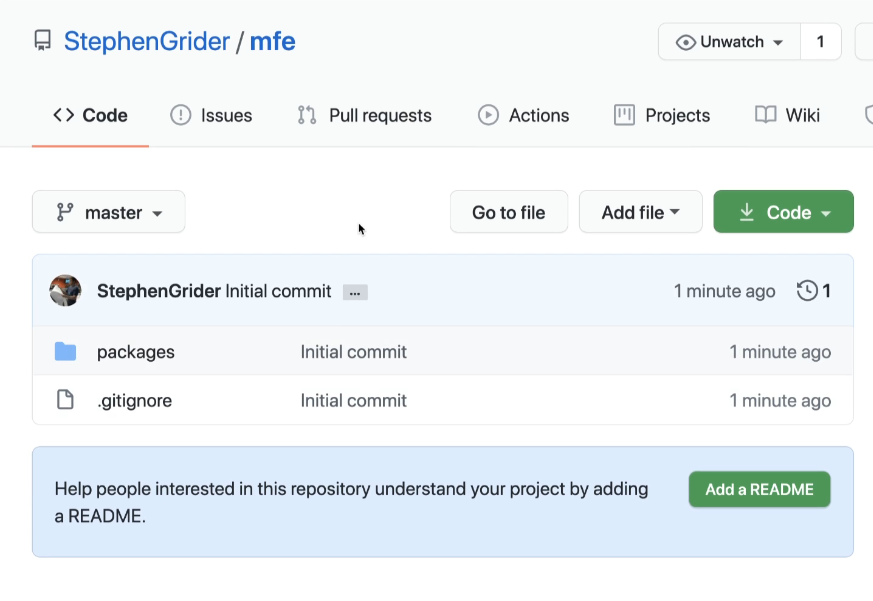 StephenGrider / mfe
Unwatch 1
Code Issues Pull requests Actions Projects Wiki
master Go to file Add file Code
StephenGrider Initial commit ... 1 minute ago 1
packages Initial commit 1 minute ago
.gitignore Initial commit 1 minute ago
Help people interested in this repository understand your project by adding
a README.
Add a README